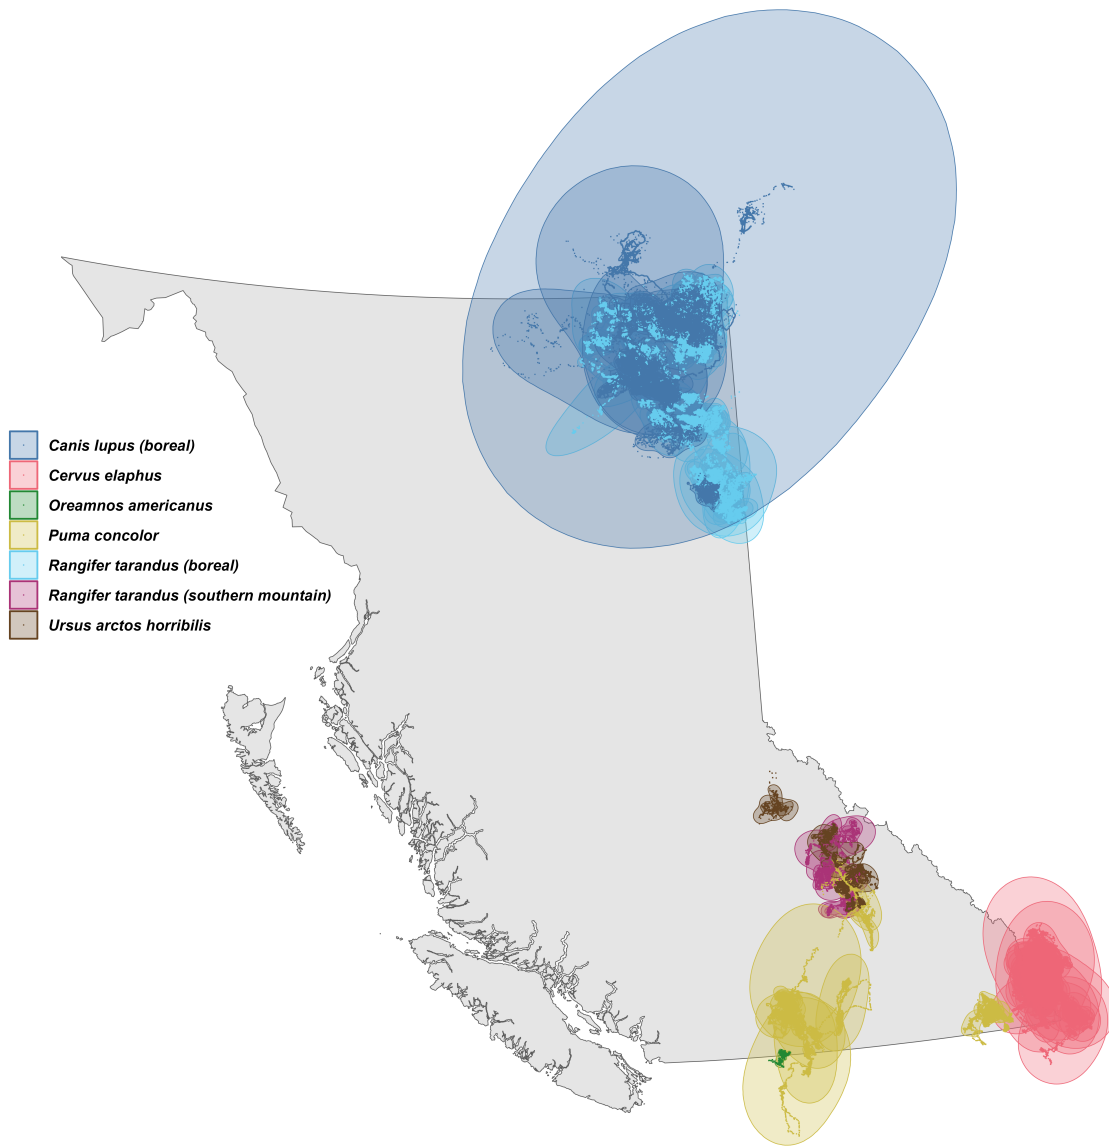 Canis lupus (boreal)
Cervus elaphus
Oreamnos americanus
Puma concolor
Rangifer tarandus (boreal)
Rangifer tarandus (southern mountain)
Ursus arctos horribilis